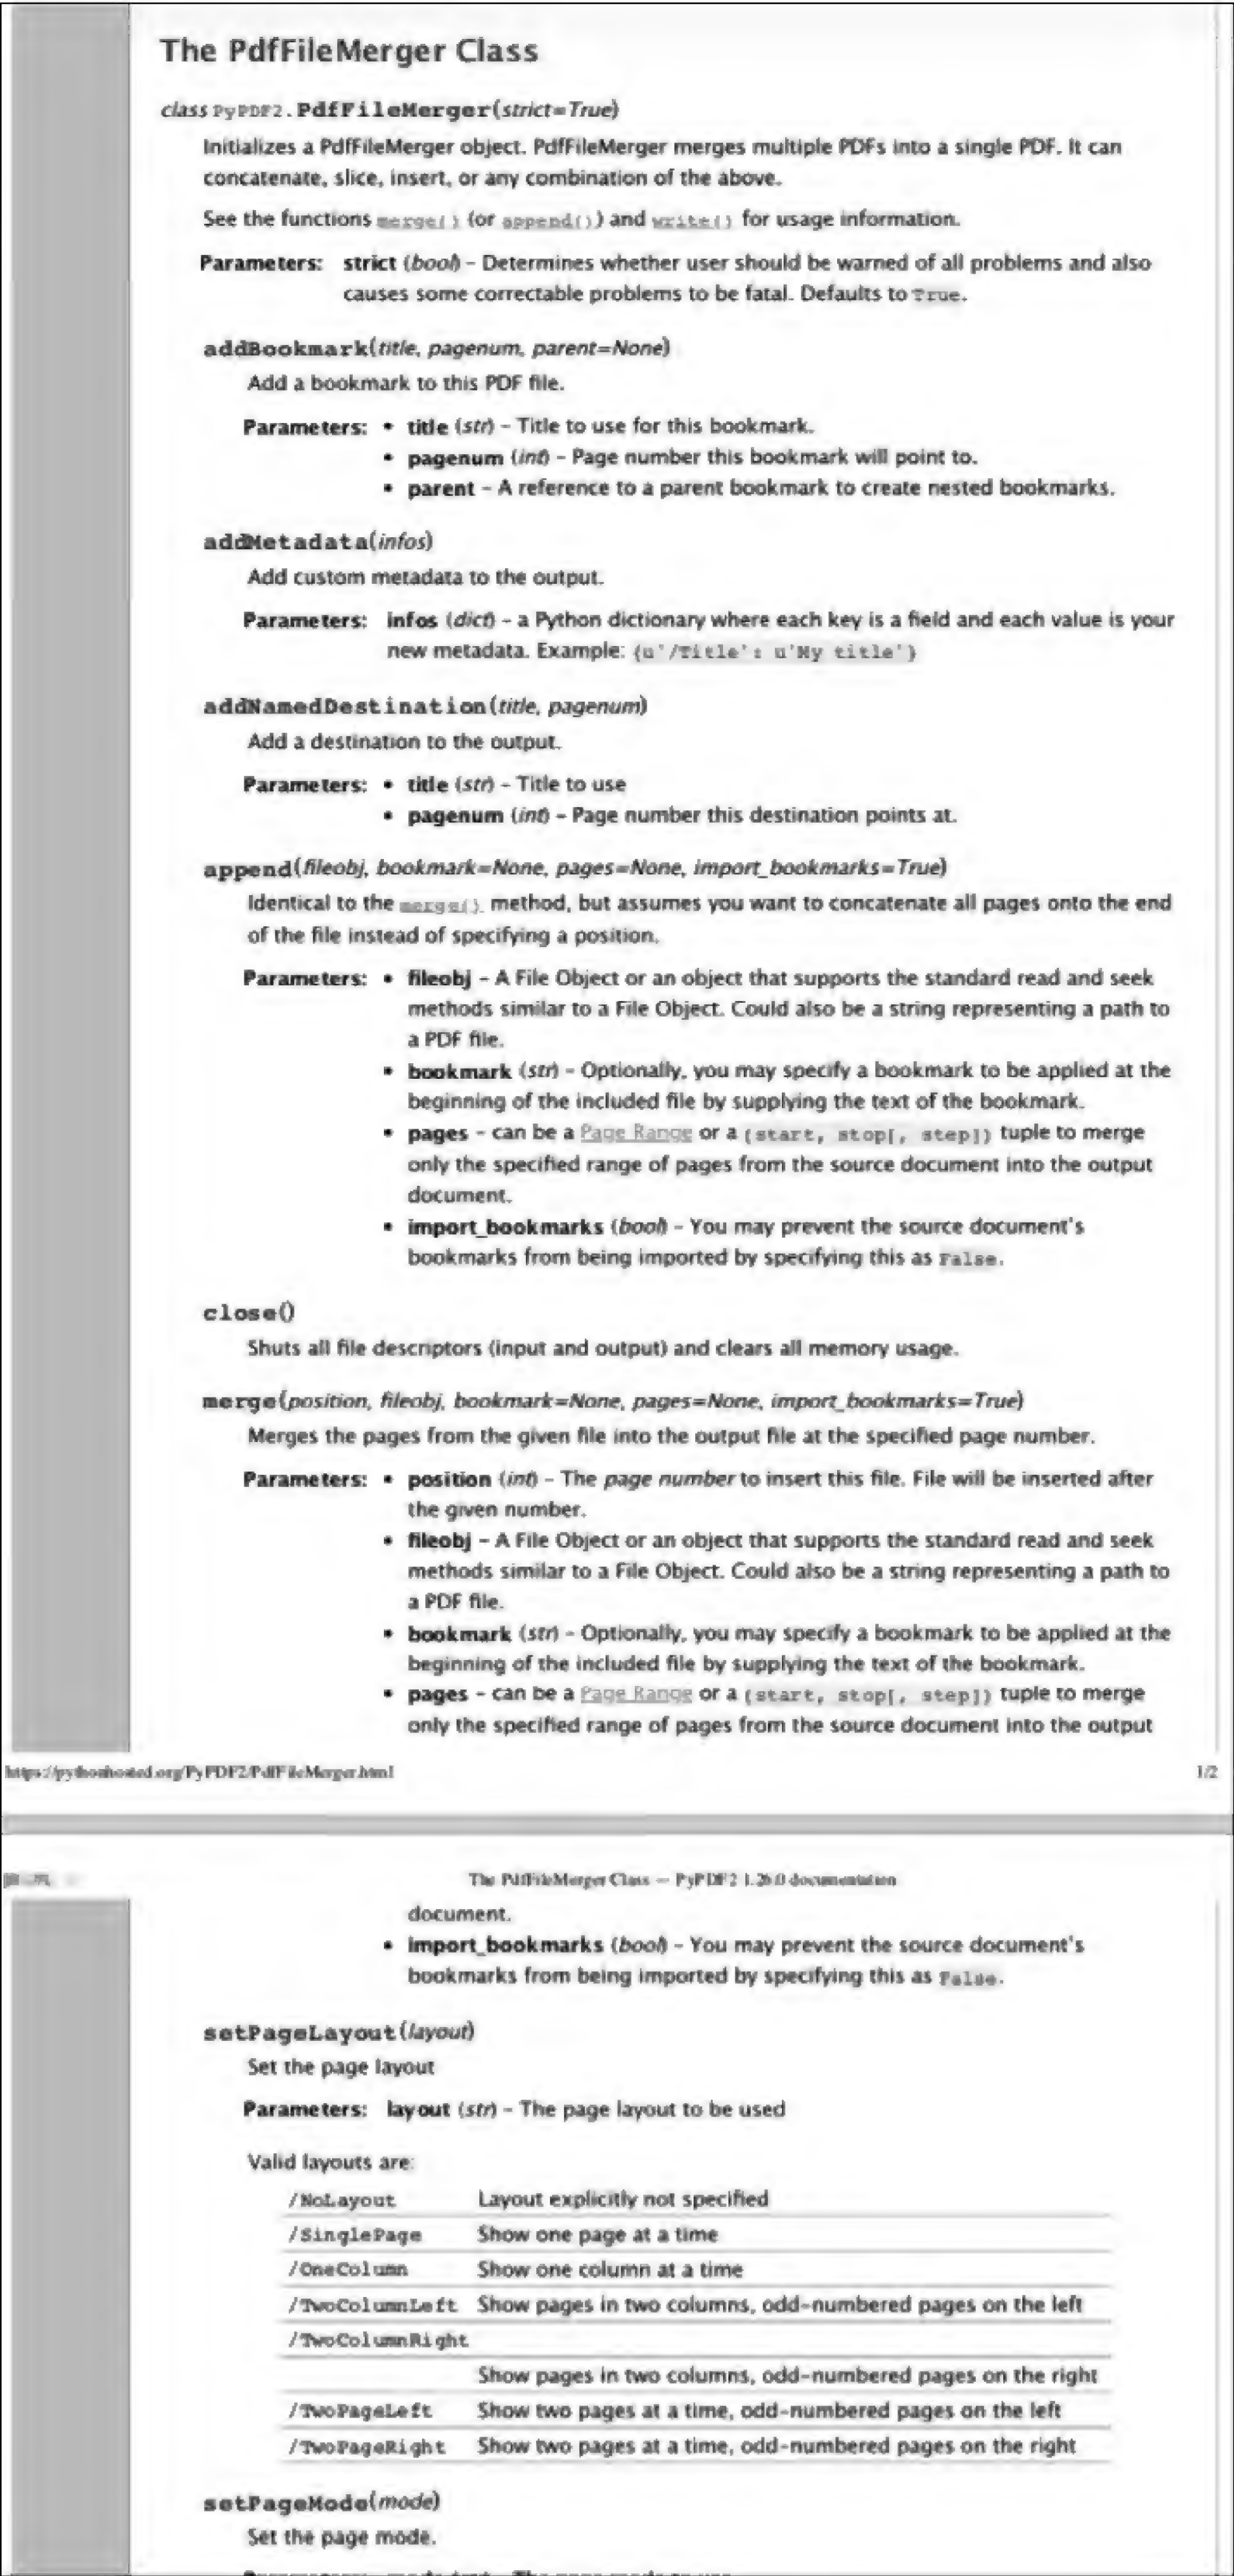 The PdfFileMerger Class
class PyPDF2.PdfFileMerger(strict=True)
Initializes a PdfFileMerger object. PdfFileMerger merges multiple PDFs into a single PDF. It can
concatenate, slice, insert, or any combination of the above.
See the functions merge() (or append()) and write() for usage information.
Parameters: strict (bool) – Determines whether user should be warned of all problems and also
causes some correctable problems to be fatal. Defaults to True.
addBookmark(title, pagenum, parent=None)
Add a bookmark to this PDF file.
Parameters: • title (str) – Title to use for this bookmark.
• pagenum (int) – Page number this bookmark will point to.
• parent – A reference to a parent bookmark to create nested bookmarks.
addMetadata(infos)
Add custom metadata to the output.
Parameters: infos (dict) – a Python dictionary where each key is a field and each value is your
new metadata. Example: {u'/Title': u'My title'}
addNamedDestination(title, pagenum)
Add a destination to the output.
Parameters: • title (str) – Title to use
• pagenum (int) – Page number this destination points at.
append(fileobj, bookmark=None, pages=None, import_bookmarks=True)
Identical to the merge() method, but assumes you want to concatenate all pages onto the end
of the file instead of specifying a position.
Parameters: • fileobj – A File Object or an object that supports the standard read and seek
methods similar to a File Object. Could also be a string representing a path to
a PDF file.
• bookmark (str) – Optionally, you may specify a bookmark to be applied at the
beginning of the included file by supplying the text of the bookmark.
• pages – can be a Page Range or a (start, stop[, step]) tuple to merge
only the specified range of pages from the source document into the output
document.
• import_bookmarks (bool) – You may prevent the source document's
bookmarks from being imported by specifying this as False.
close()
Shuts all file descriptors (input and output) and clears all memory usage.
merge(position, fileobj, bookmark=None, pages=None, import_bookmarks=True)
Merges the pages from the given file into the output file at the specified page number.
Parameters: • position (int) – The page number to insert this file. File will be inserted after
the given number.
• fileobj – A File Object or an object that supports the standard read and seek
methods similar to a File Object. Could also be a string representing a path to
a PDF file.
• bookmark (str) – Optionally, you may specify a bookmark to be applied at the
beginning of the included file by supplying the text of the bookmark.
• pages – can be a Page Range or a (start, stop[, step]) tuple to merge
only the specified range of pages from the source document into the output
https://pythonhosted.org/PyPDF2/PdfFileMerger.html 1/2
The PdfFileMerger Class — PyPDF2 1.26.0 documentation
document.
• import_bookmarks (bool) – You may prevent the source document's
bookmarks from being imported by specifying this as False.
setPageLayout(layout)
Set the page layout
Parameters: layout (str) – The page layout to be used
Valid layouts are:
/NoLayout Layout explicitly not specified
/SinglePage Show one page at a time
/OneColumn Show one column at a time
/TwoColumnLeft Show pages in two columns, odd-numbered pages on the left
/TwoColumnRight
Show pages in two columns, odd-numbered pages on the right
/TwoPageLeft Show two pages at a time, odd-numbered pages on the left
/TwoPageRight Show two pages at a time, odd-numbered pages on the right
setPageMode(mode)
Set the page mode.